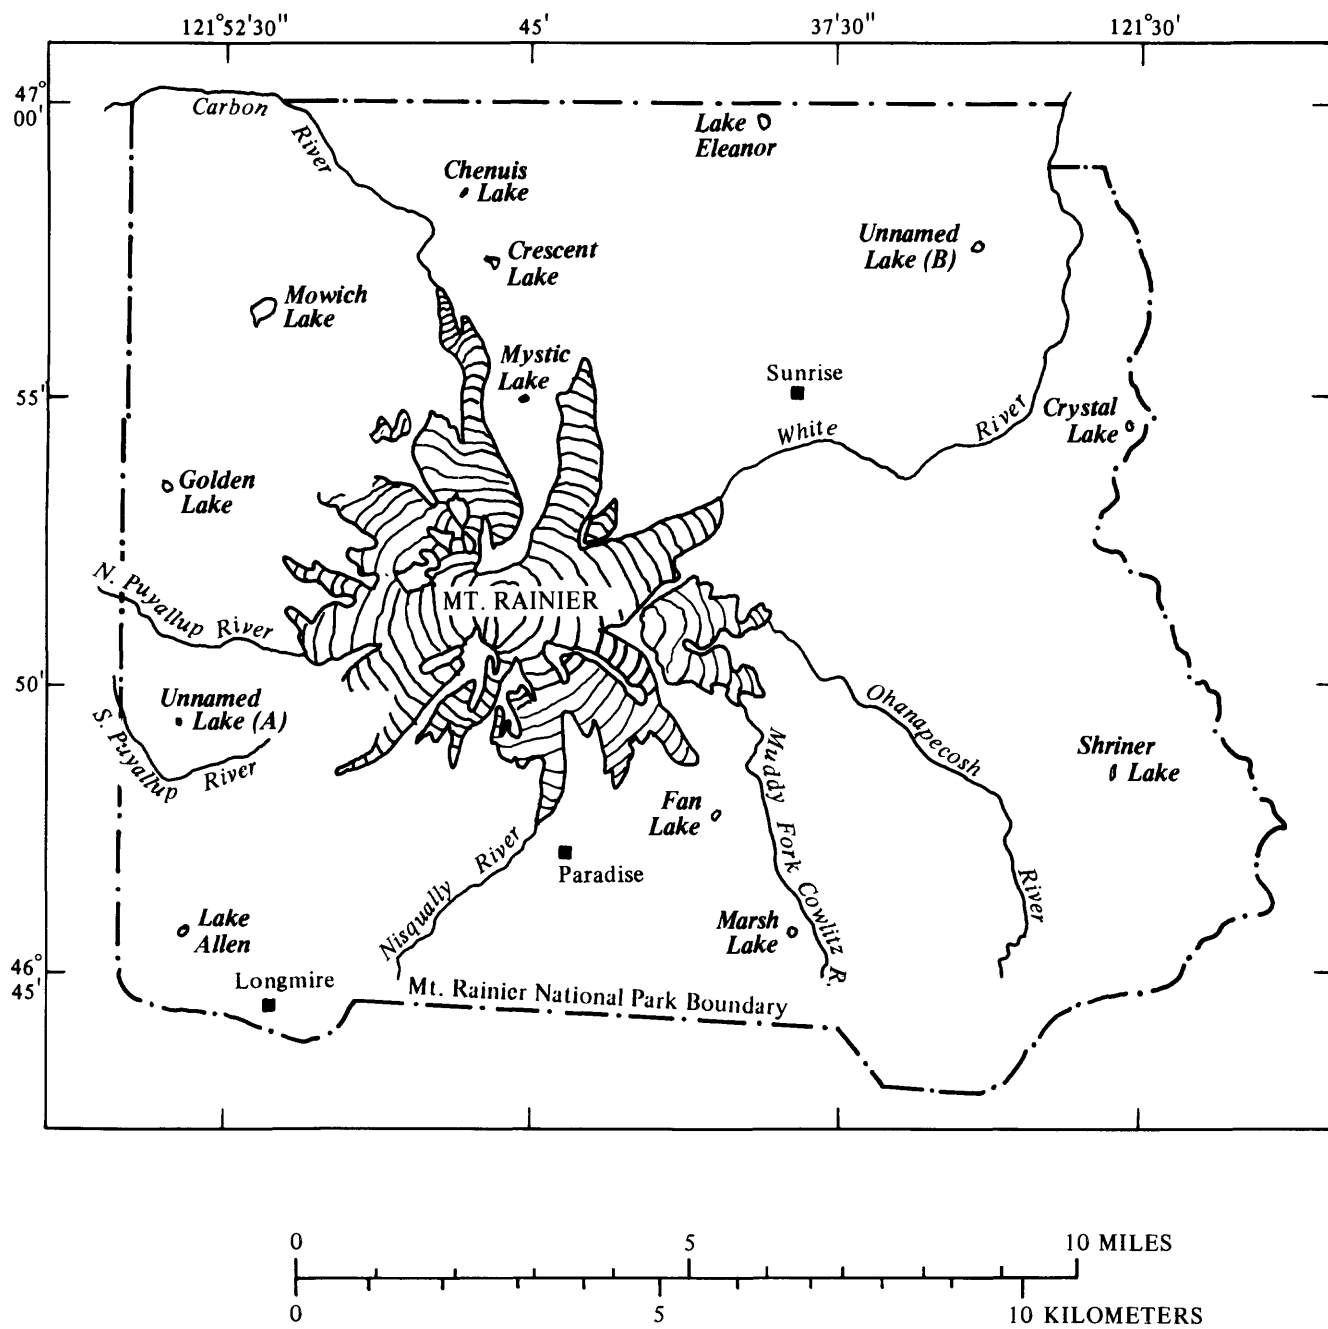 121°52'30"
45'
37'30"
121°30'
47°
00'
Carbon
River
Lake
Eleanor
Chenuis
Lake
Unnamed
Lake (B)
Crescent
Lake
Mowich
Lake
Mystic
Lake
Sunrise
55'
Crystal
Lake
White
River
Golden
Lake
N. Puyallup River
MT. RAINIER
50'
Unnamed
Lake (A)
S. Puyallup
River
Ohanapecosh
River
Muddy Fork Cowlitz R.
Shriner
Lake
Fan
Lake
Nisqually River
Paradise
Lake
Allen
Marsh
Lake
46°
45'
Longmire
Mt. Rainier National Park Boundary
0 5 10 MILES
0 5 10 KILOMETERS